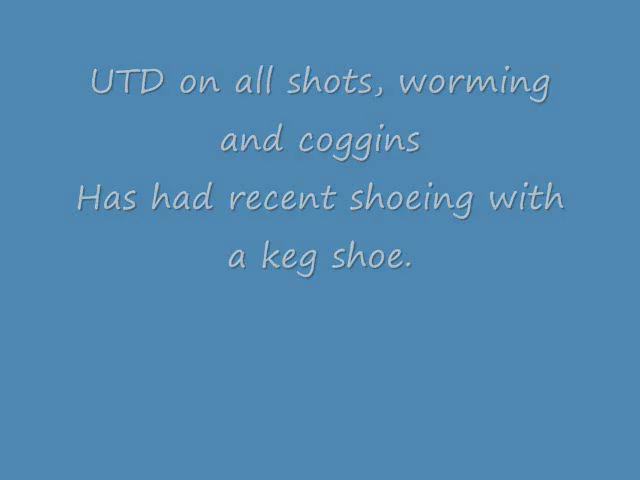 UTD on all shots, worming
and coggins
Has had recent shoeing with
a keg shoe.